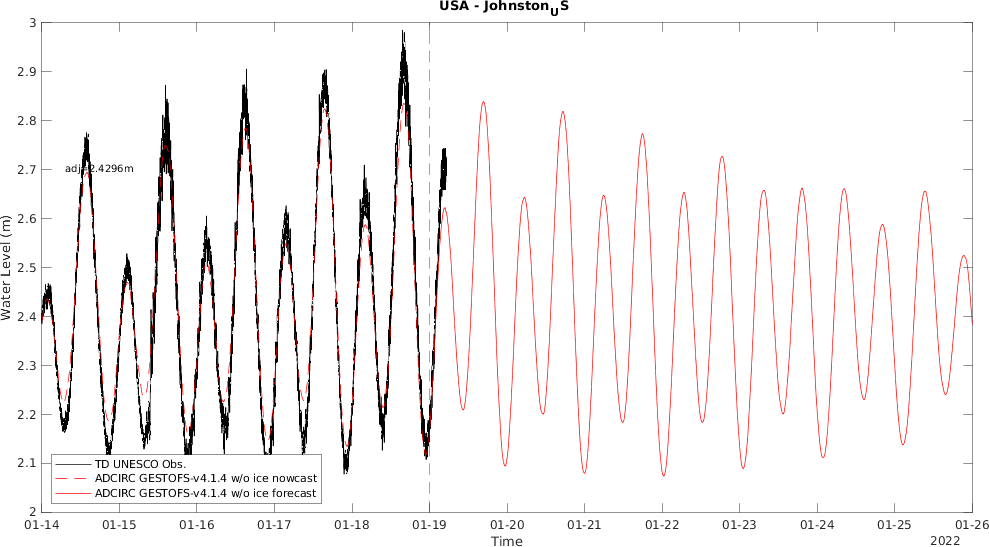 USA - Johnston_US
3
2.9
2.8
2.7
2.6
2.5
2.4
2.3
2.2
2.1
2
Water Level (m)
adj=2.4296m
TD UNESCO Obs.
ADCIRC GESTOFS-v4.1.4 w/o ice nowcast
ADCIRC GESTOFS-v4.1.4 w/o ice forecast
01-14 01-15 01-16 01-17 01-18 01-19 01-20 01-21 01-22 01-23 01-24 01-25 01-26
Time
2022